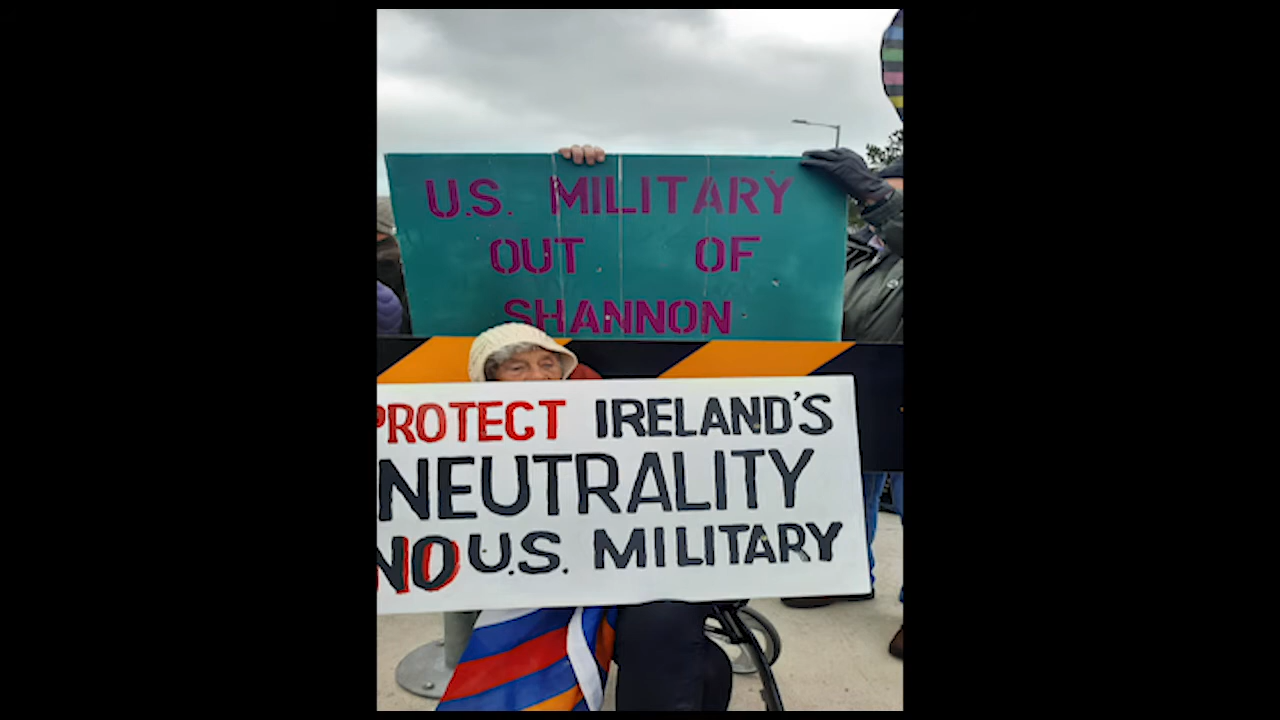 U.S. MILITARY
OUT OF
SHANNON
PROTECT IRELAND'S
NEUTRALITY
NO U.S. MILITARY